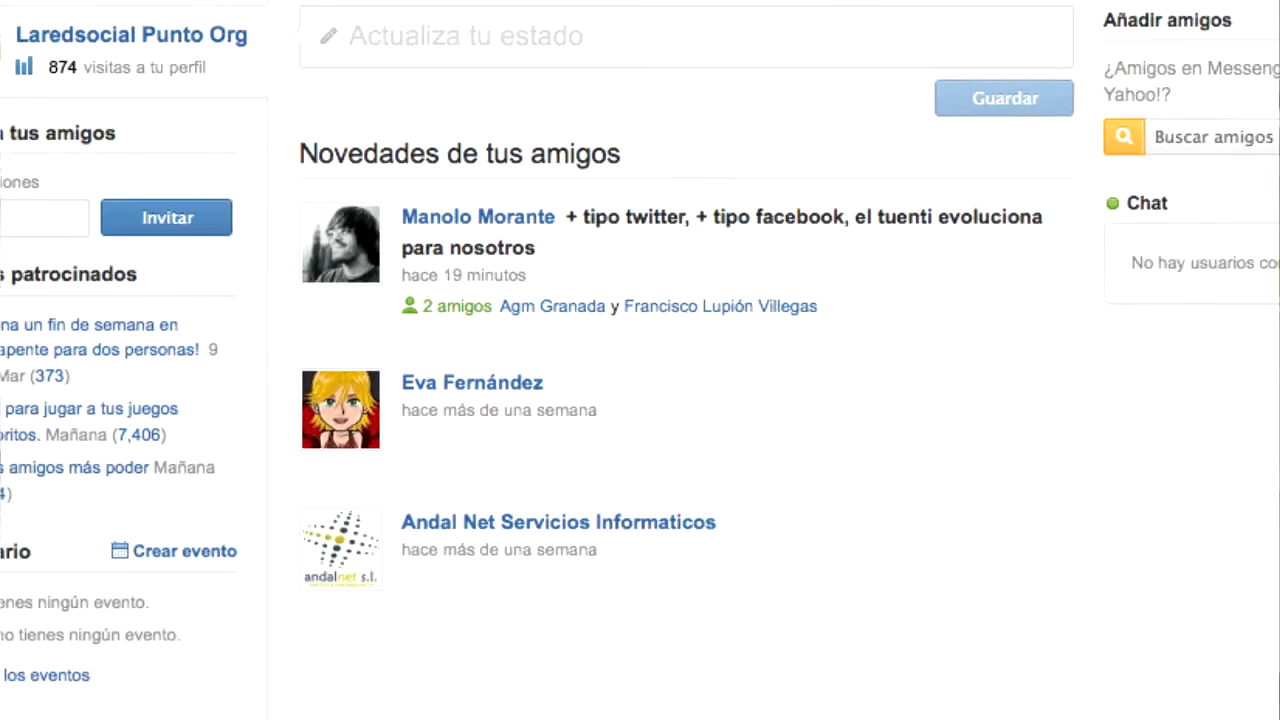 Laredsocial Punto Org
874 visitas a tu perfil
tus amigos
iones
Invitar
patrocinados
na un fin de semana en
apente para dos personas! 9
Mar (373)
para jugar a tus juegos
oritos. Mañana (7,406)
s amigos más poder Mañana
4)
ario
Crear evento
enes ningún evento.
no tienes ningún evento.
los eventos
Actualiza tu estado
Guardar
Novedades de tus amigos
Manolo Morante + tipo twitter, + tipo facebook, el tuenti evoluciona
para nosotros
hace 19 minutos
2 amigos Agm Granada y Francisco Lupión Villegas
Eva Fernández
hace más de una semana
andalnet s.l.
Andal Net Servicios Informaticos
hace más de una semana
Añadir amigos
¿Amigos en Messeng
Yahoo!?
Buscar amigos
Chat
No hay usuarios co